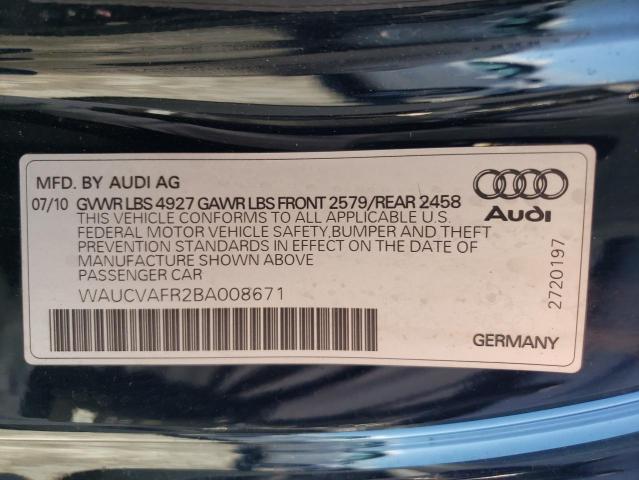 MFD. BY AUDI AG
07/10 GVWR LBS 4927 GAWR LBS FRONT 2579/REAR 2458
THIS VEHICLE CONFORMS TO ALL APPLICABLE U.S.
FEDERAL MOTOR VEHICLE SAFETY,BUMPER AND THEFT
PREVENTION STANDARDS IN EFFECT ON THE DATE OF
MANUFACTURE SHOWN ABOVE
PASSENGER CAR
WAUCVAFR2BA008671
Audi
2720197
GERMANY